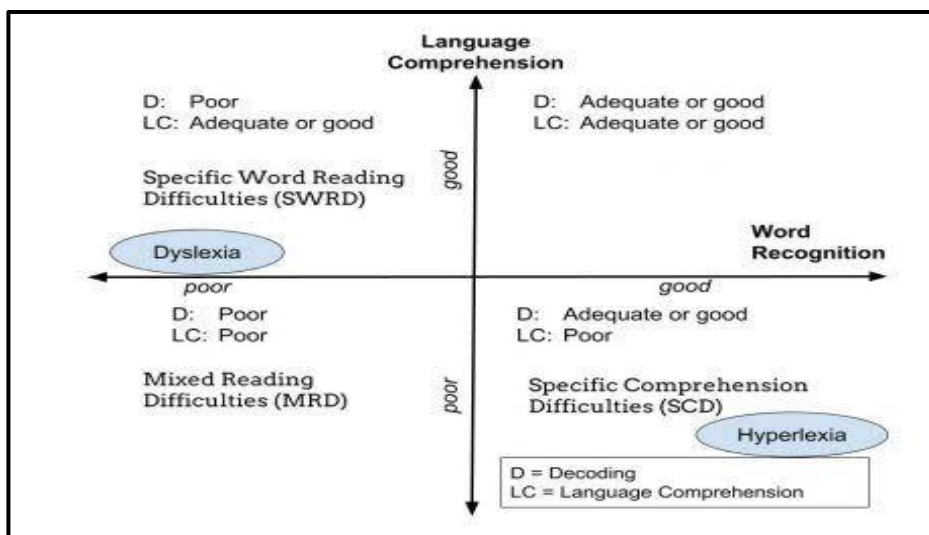 Language
Comprehension
D: Poor
LC: Adequate or good
D: Adequate or good
LC: Adequate or good
good
Specific Word Reading
Difficulties (SWRD)
Dyslexia
Word
Recognition
poor
good
D: Poor
LC: Poor
D: Adequate or good
LC: Poor
poor
Mixed Reading
Difficulties (MRD)
Specific Comprehension
Difficulties (SCD)
Hyperlexia
D = Decoding
LC = Language Comprehension